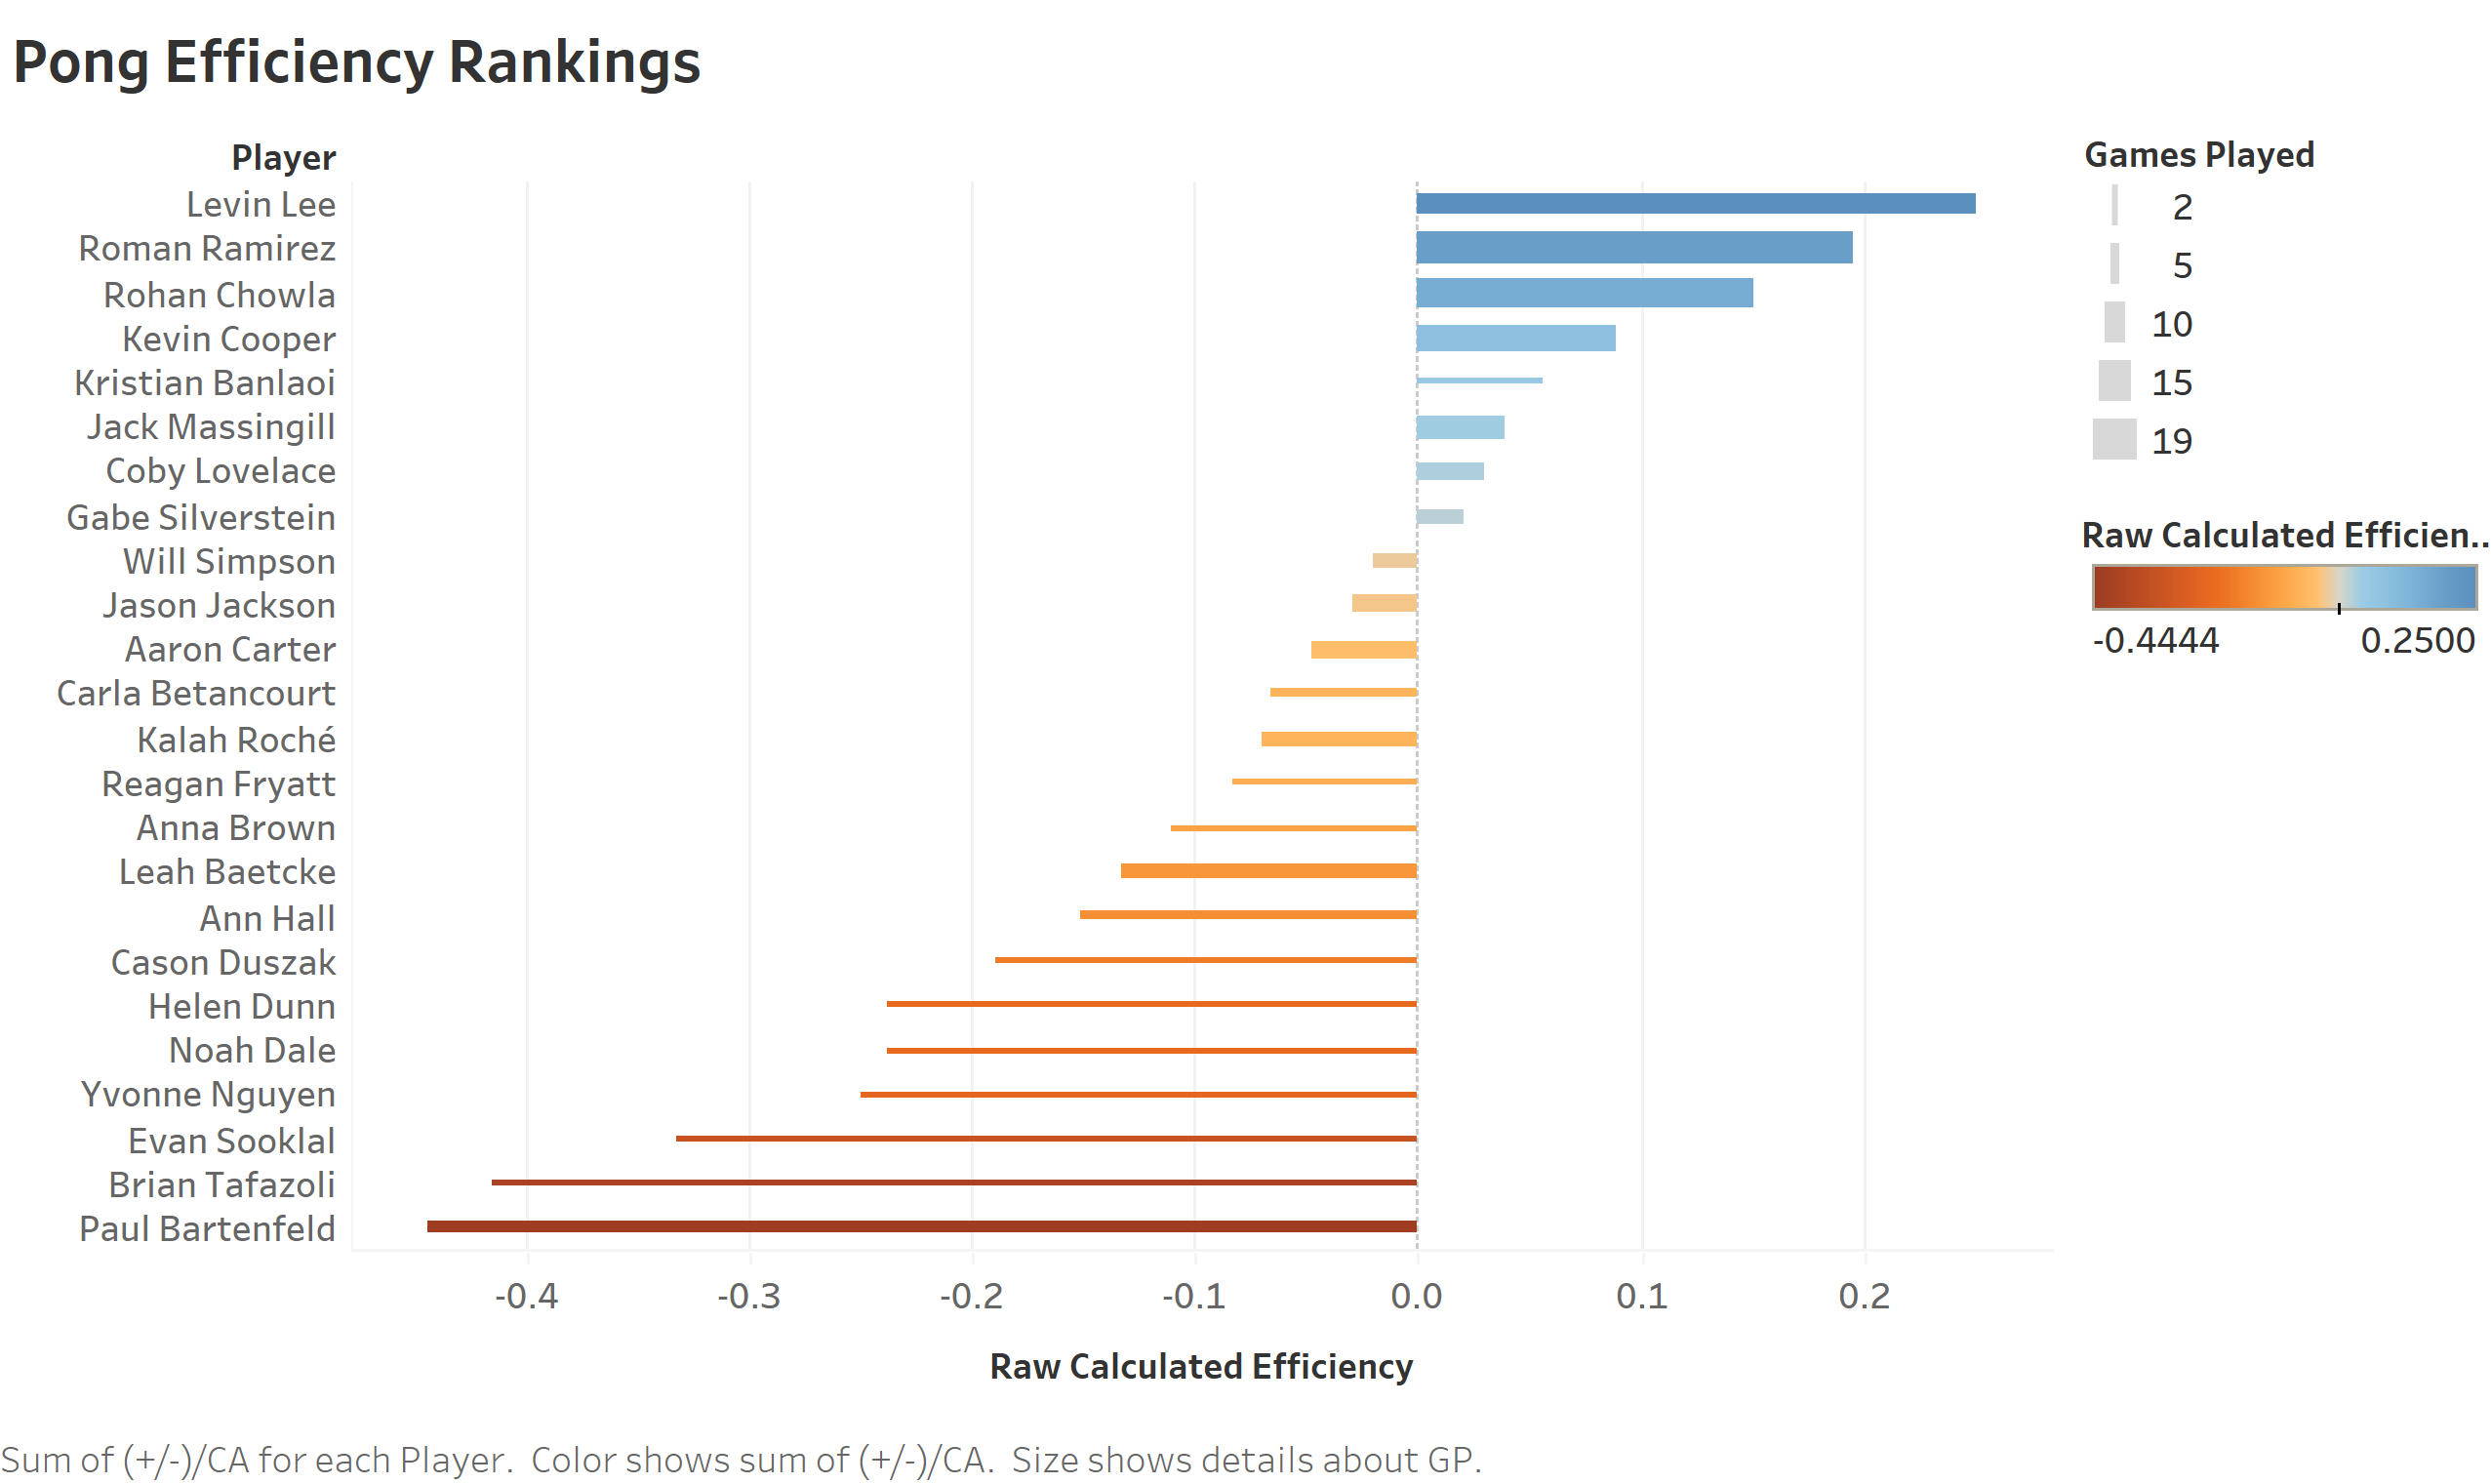 Pong Efficiency Rankings
Player
Levin Lee
Roman Ramirez
Rohan Chowla
Kevin Cooper
Kristian Banlaoi
Jack Massingill
Coby Lovelace
Gabe Silverstein
Will Simpson
Jason Jackson
Aaron Carter
Carla Betancourt
Kalah Roché
Reagan Fryatt
Anna Brown
Leah Baetcke
Ann Hall
Cason Duszak
Helen Dunn
Noah Dale
Yvonne Nguyen
Evan Sooklal
Brian Tafazoli
Paul Bartenfeld
-0.4 -0.3 -0.2 -0.1 0.0 0.1 0.2
Raw Calculated Efficiency
Games Played
2
5
10
15
19
Raw Calculated Efficien..
-0.4444 0.2500
Sum of (+/-)/CA for each Player. Color shows sum of (+/-)/CA. Size shows details about GP.